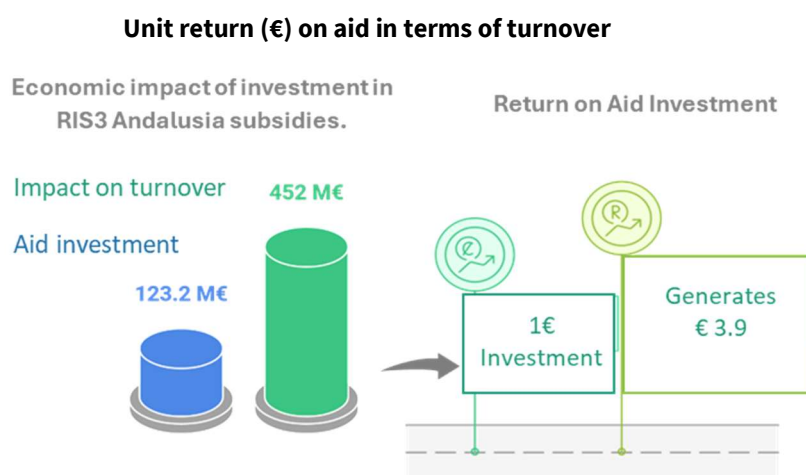 Unit return (€) on aid in terms of turnover
Economic impact of investment in
RIS3 Andalusia subsidies.
Return on Aid Investment
Impact on turnover
452 M€
Aid investment
123.2 M€
₡
R
1€
Investment
Generates
€ 3.9